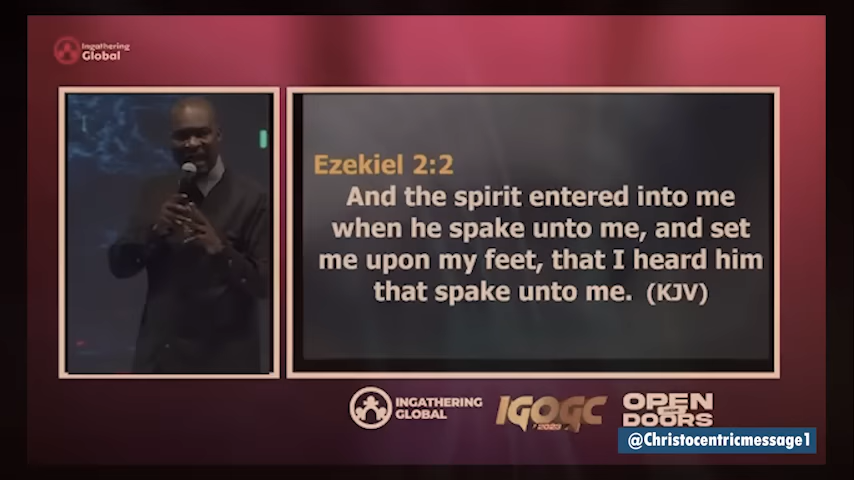 Ingathering
Global
Ezekiel 2:2
And the spirit entered into me
when he spake unto me, and set
me upon my feet, that I heard him
that spake unto me. (KJV)
INGATHERING
GLOBAL
IGOGC
2023
OPEN
DOORS
@Christocentricmessage1